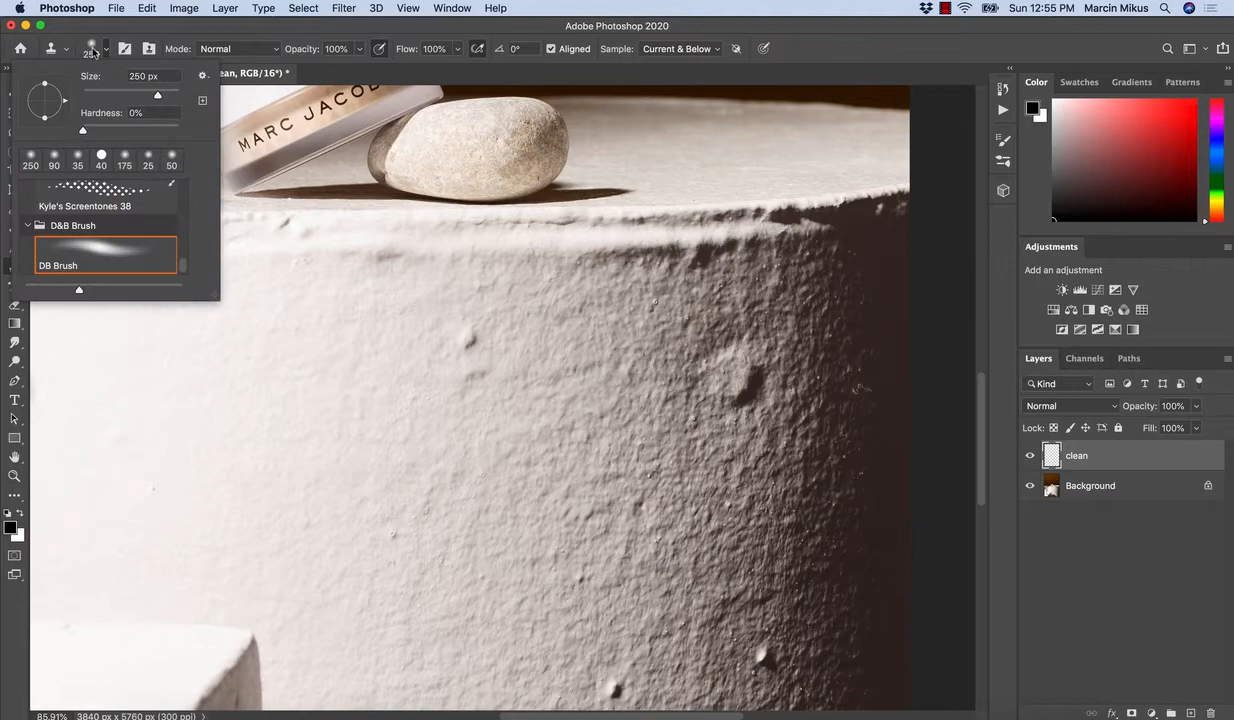 Photoshop File Edit Image Layer Type Select Filter 3D View Window Help Sun 12:55 PM Marcin Mikus
Adobe Photoshop 2020
Mode: Normal Opacity: 100% Flow: 100% 0° Aligned Sample: Current & Below
ean, RGB/16*) *
Size: 250 px
Hardness: 0%
250 90 35 40 175 25 50
Kyle's Screentones 38
D&B Brush
DB Brush
MARC JACOB
Color Swatches Gradients Patterns
Adjustments
Add an adjustment
Layers Channels Paths
Kind
Normal Opacity: 100%
Lock: Fill: 100%
clean
Background
85.91% 3840 px x 5760 px (300 ppi)